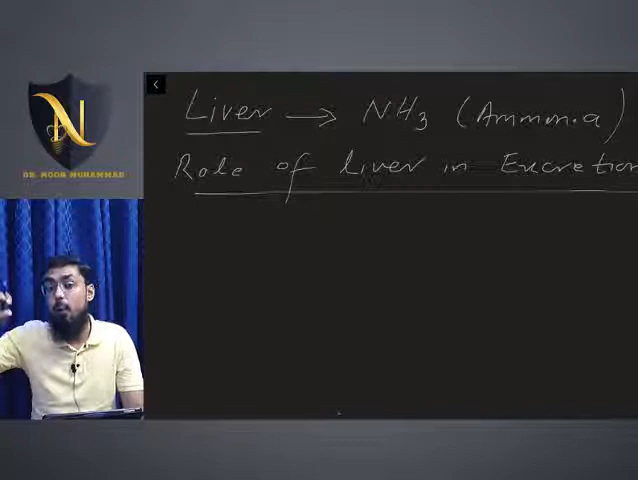 N
DR. NOOR MUHAMMAD
Liver → NH3 (Ammonia)
Role of liver in Excretion